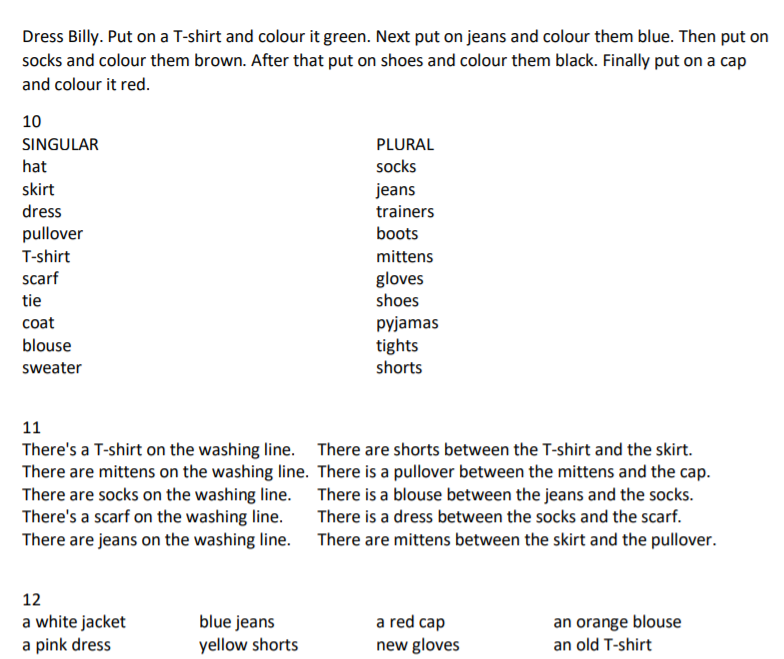 Dress Billy. Put on a T-shirt and colour it green. Next put on jeans and colour them blue. Then put on
socks and colour them brown. After that put on shoes and colour them black. Finally put on a cap
and colour it red.
10
SINGULAR PLURAL
hat socks
skirt jeans
dress trainers
pullover boots
T-shirt mittens
scarf gloves
tie shoes
coat pyjamas
blouse tights
sweater shorts
11
There's a T-shirt on the washing line. There are shorts between the T-shirt and the skirt.
There are mittens on the washing line. There is a pullover between the mittens and the cap.
There are socks on the washing line. There is a blouse between the jeans and the socks.
There's a scarf on the washing line. There is a dress between the socks and the scarf.
There are jeans on the washing line. There are mittens between the skirt and the pullover.
12
a white jacket blue jeans a red cap an orange blouse
a pink dress yellow shorts new gloves an old T-shirt